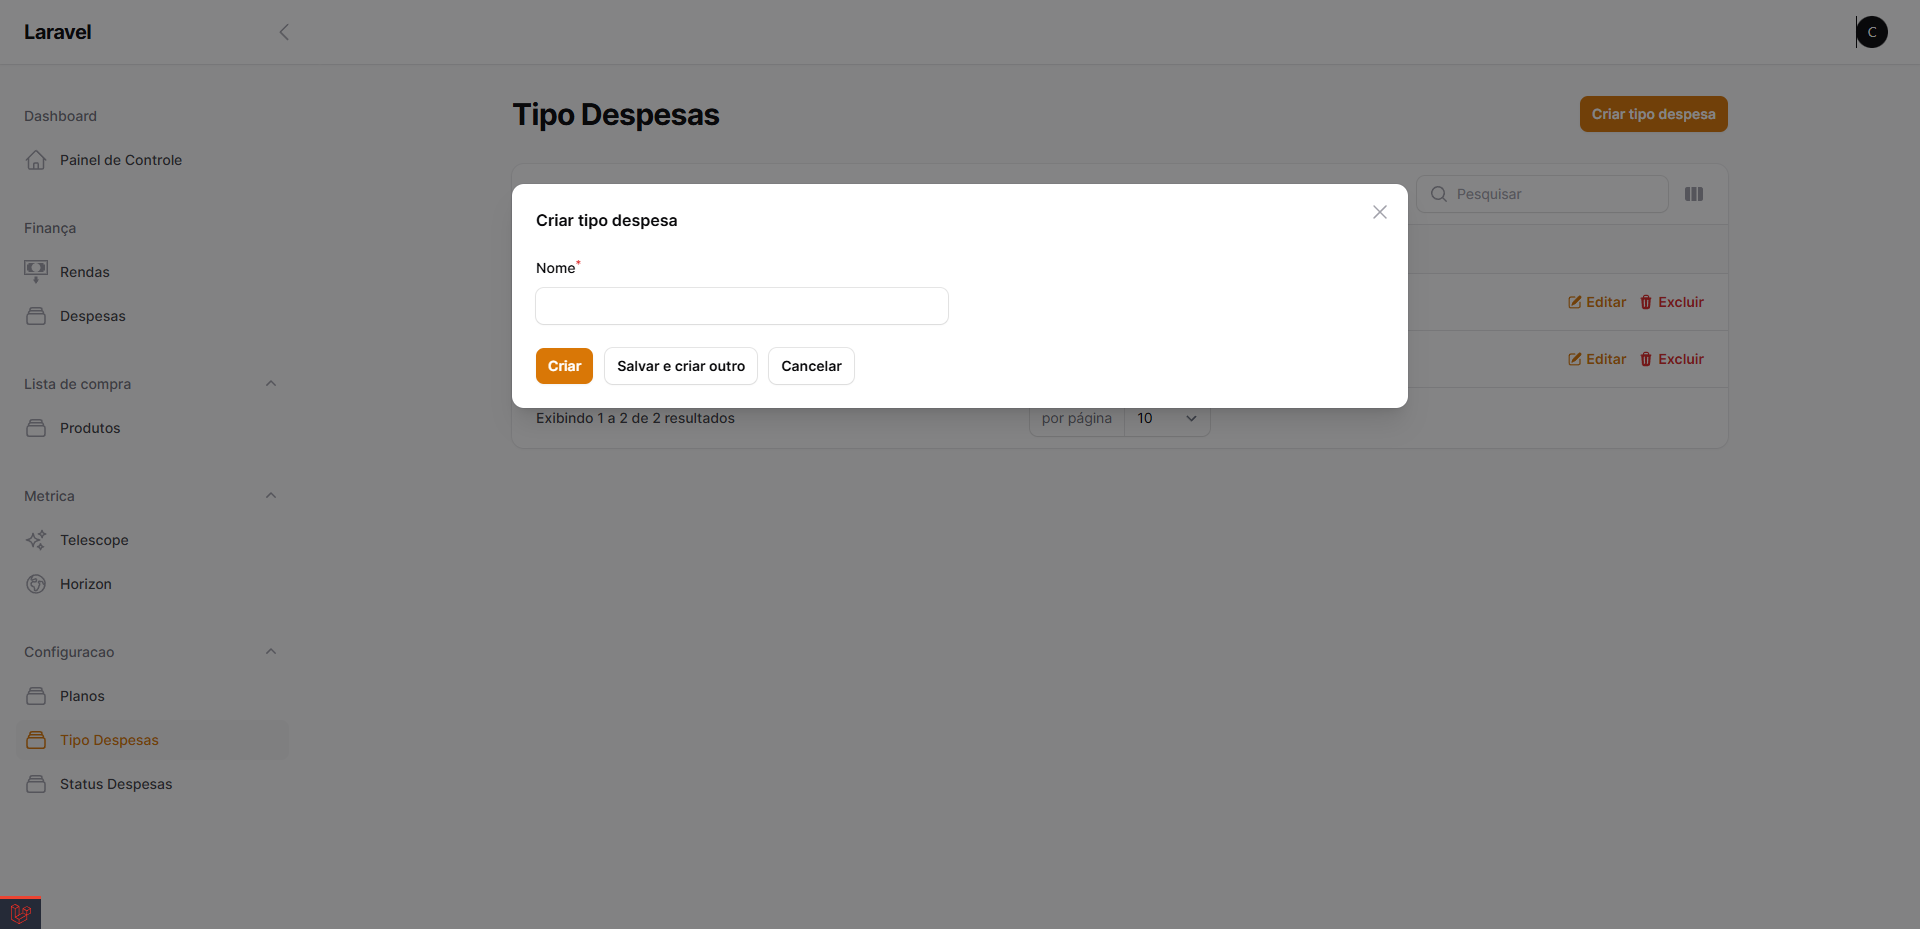 Laravel
C
Dashboard
Painel de Controle
Finança
Rendas
Despesas
Lista de compra
Produtos
Metrica
Telescope
Horizon
Configuracao
Planos
Tipo Despesas
Status Despesas
Tipo Despesas
Criar tipo despesa
Pesquisar
Criar tipo despesa
Nome*
Criar
Salvar e criar outro
Cancelar
Editar
Excluir
Editar
Excluir
Exibindo 1 a 2 de 2 resultados
por página
10